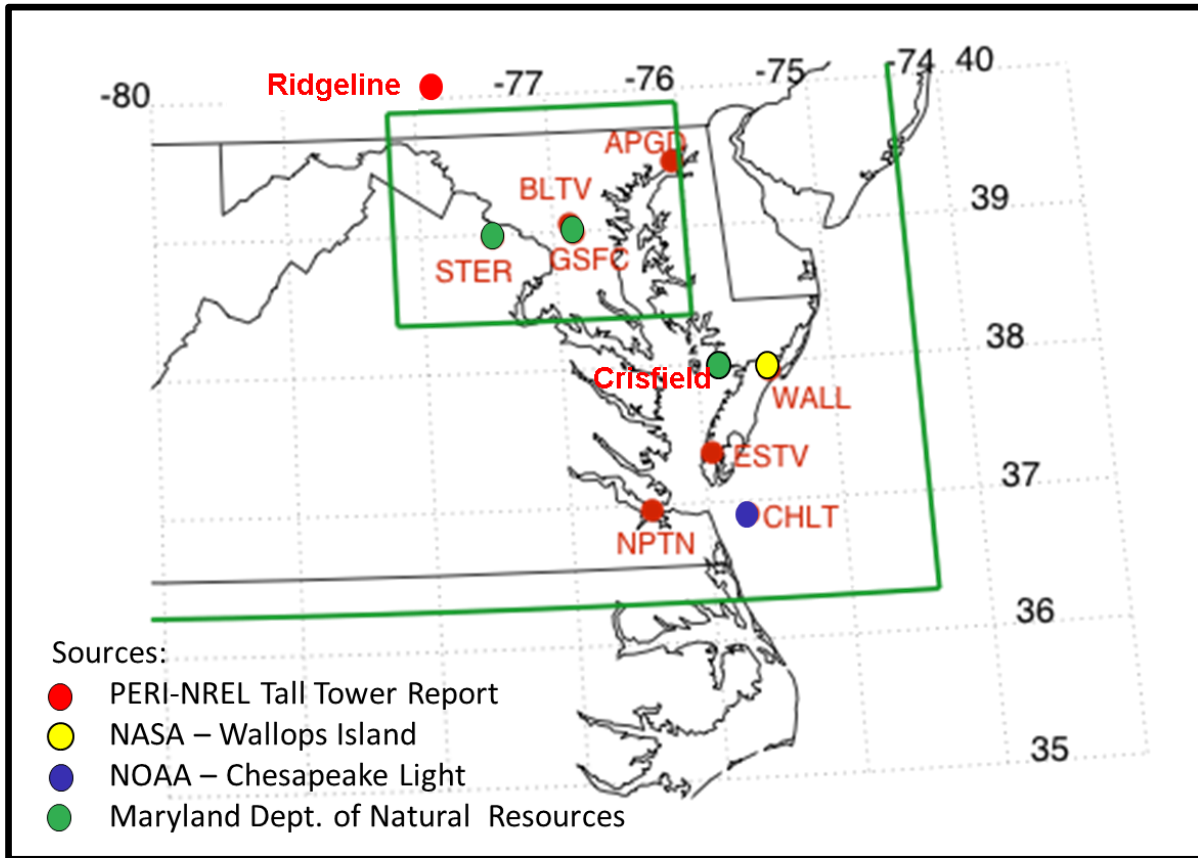 -80
Ridgeline
-77
-76
-75
-74
40
APGD
BLTV
39
STER
GSFC
38
Crisfield
WALL
ESTV
37
CHLT
NPTN
36
Sources:
PERI-NREL Tall Tower Report
NASA – Wallops Island
35
NOAA – Chesapeake Light
Maryland Dept. of Natural Resources